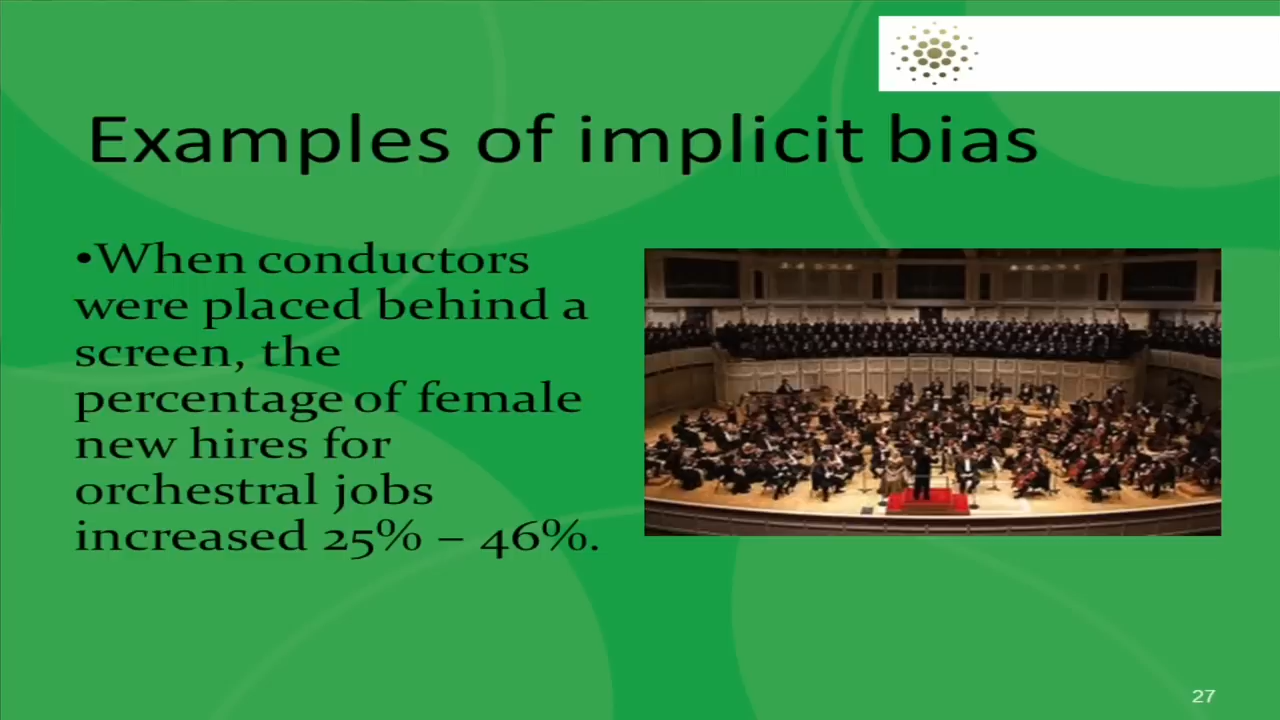 Examples of implicit bias
•When conductors
were placed behind a
screen, the
percentage of female
new hires for
orchestral jobs
increased 25% – 46%.
27